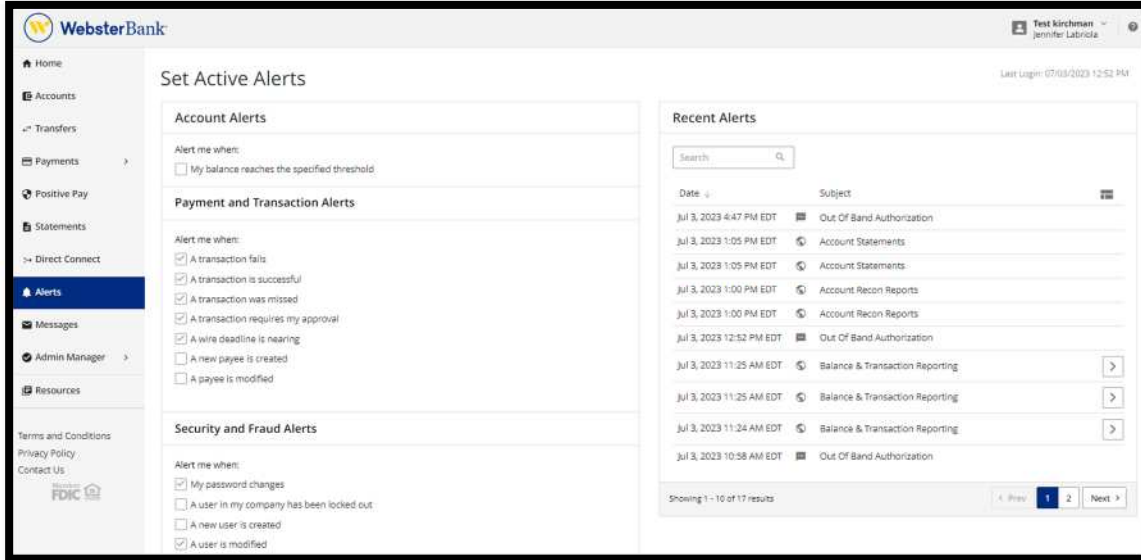 WebsterBank
Test kirchman
Jennifer Labriola
Home
Accounts
Transfers
Payments
Positive Pay
Statements
Direct Connect
Alerts
Messages
Admin Manager
Resources
Terms and Conditions
Privacy Policy
Contact Us
Member
FDIC
Set Active Alerts
Last Login: 07/03/2023 12:52 PM
Account Alerts
Alert me when:
My balance reaches the specified threshold
Payment and Transaction Alerts
Alert me when:
A transaction fails
A transaction is successful
A transaction was missed
A transaction requires my approval
A wire deadline is nearing
A new payee is created
A payee is modified
Security and Fraud Alerts
Alert me when:
My password changes
A user in my company has been locked out
A new user is created
A user is modified
Recent Alerts
Search
Date Subject
Jul 3, 2023 4:47 PM EDT Out Of Band Authorization
Jul 3, 2023 1:05 PM EDT Account Statements
Jul 3, 2023 1:05 PM EDT Account Statements
Jul 3, 2023 1:00 PM EDT Account Recon Reports
Jul 3, 2023 1:00 PM EDT Account Recon Reports
Jul 3, 2023 12:52 PM EDT Out Of Band Authorization
Jul 3, 2023 11:25 AM EDT Balance & Transaction Reporting
Jul 3, 2023 11:25 AM EDT Balance & Transaction Reporting
Jul 3, 2023 11:24 AM EDT Balance & Transaction Reporting
Jul 3, 2023 10:58 AM EDT Out Of Band Authorization
Showing 1 - 10 of 17 results
< Prev 1 2 Next >